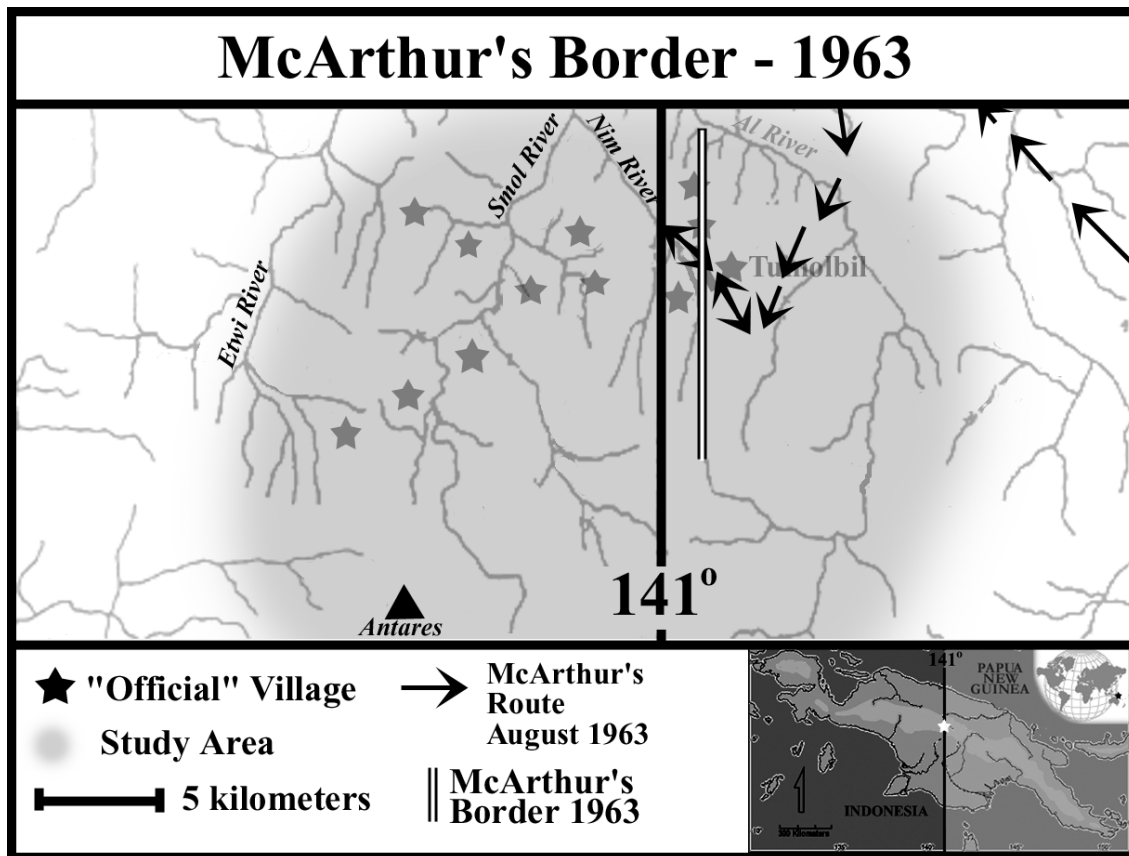 McArthur's Border - 1963
Smol River
Nim River
Al River
Tumolbil
Etwi River
141°
Antares
"Official" Village
Study Area
5 kilometers
McArthur's
Route
August 1963
McArthur's
Border 1963
141°
PAPUA
NEW
GUINEA
INDONESIA
Kilometers